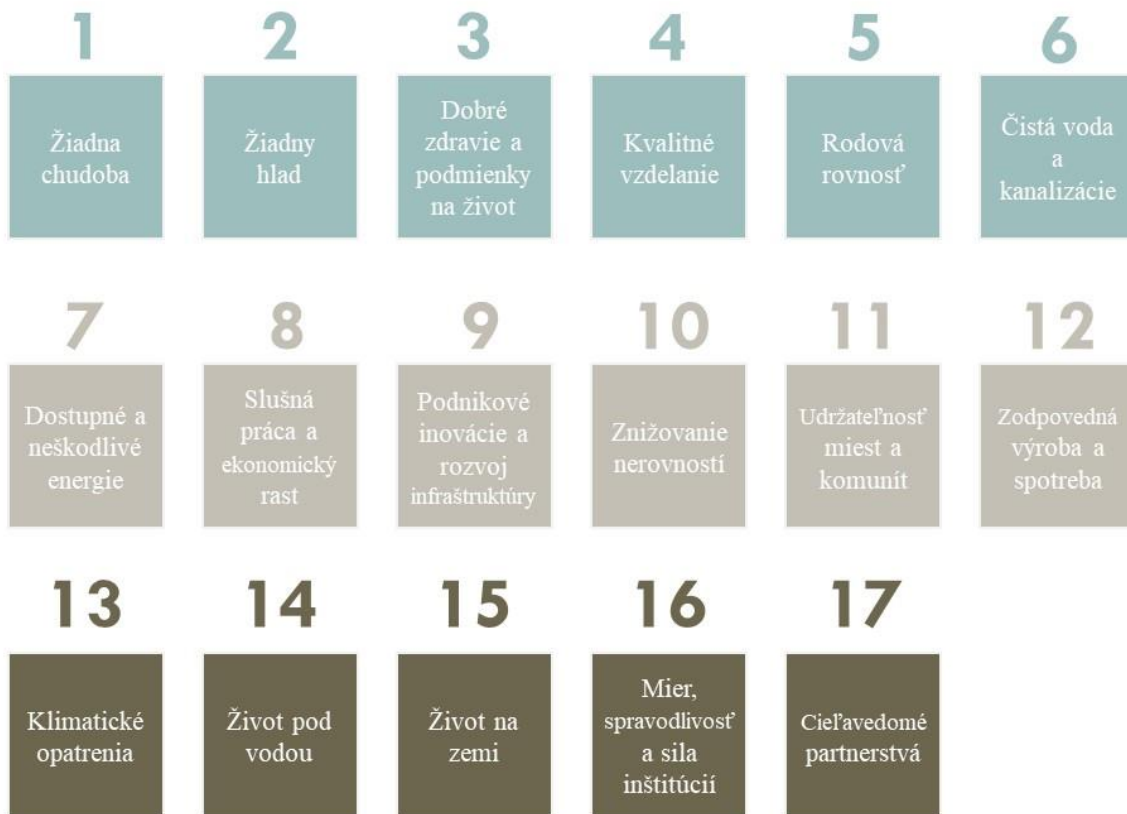 1
2
3
4
5
6
Žiadna
chudoba
Žiadny
hlad
Dobré
zdravie a
podmienky
na život
Kvalitné
vzdelanie
Rodová
rovnosť
Čistá voda
a
kanalizácie
7
8
9
10
11
12
Dostupné a
neškodlivé
energie
Slušná
práca a
ekonomický
rast
Podnikové
inovácie a
rozvoj
infraštruktúry
Znižovanie
nerovností
Udržateľnosť
miest a
komunít
Zodpovedná
výroba a
spotreba
13
14
15
16
17
Klimatické
opatrenia
Život pod
vodou
Život na
zemi
Mier,
spravodlivosť
a sila
inštitúcií
Cieľavedomé
partnerstvá